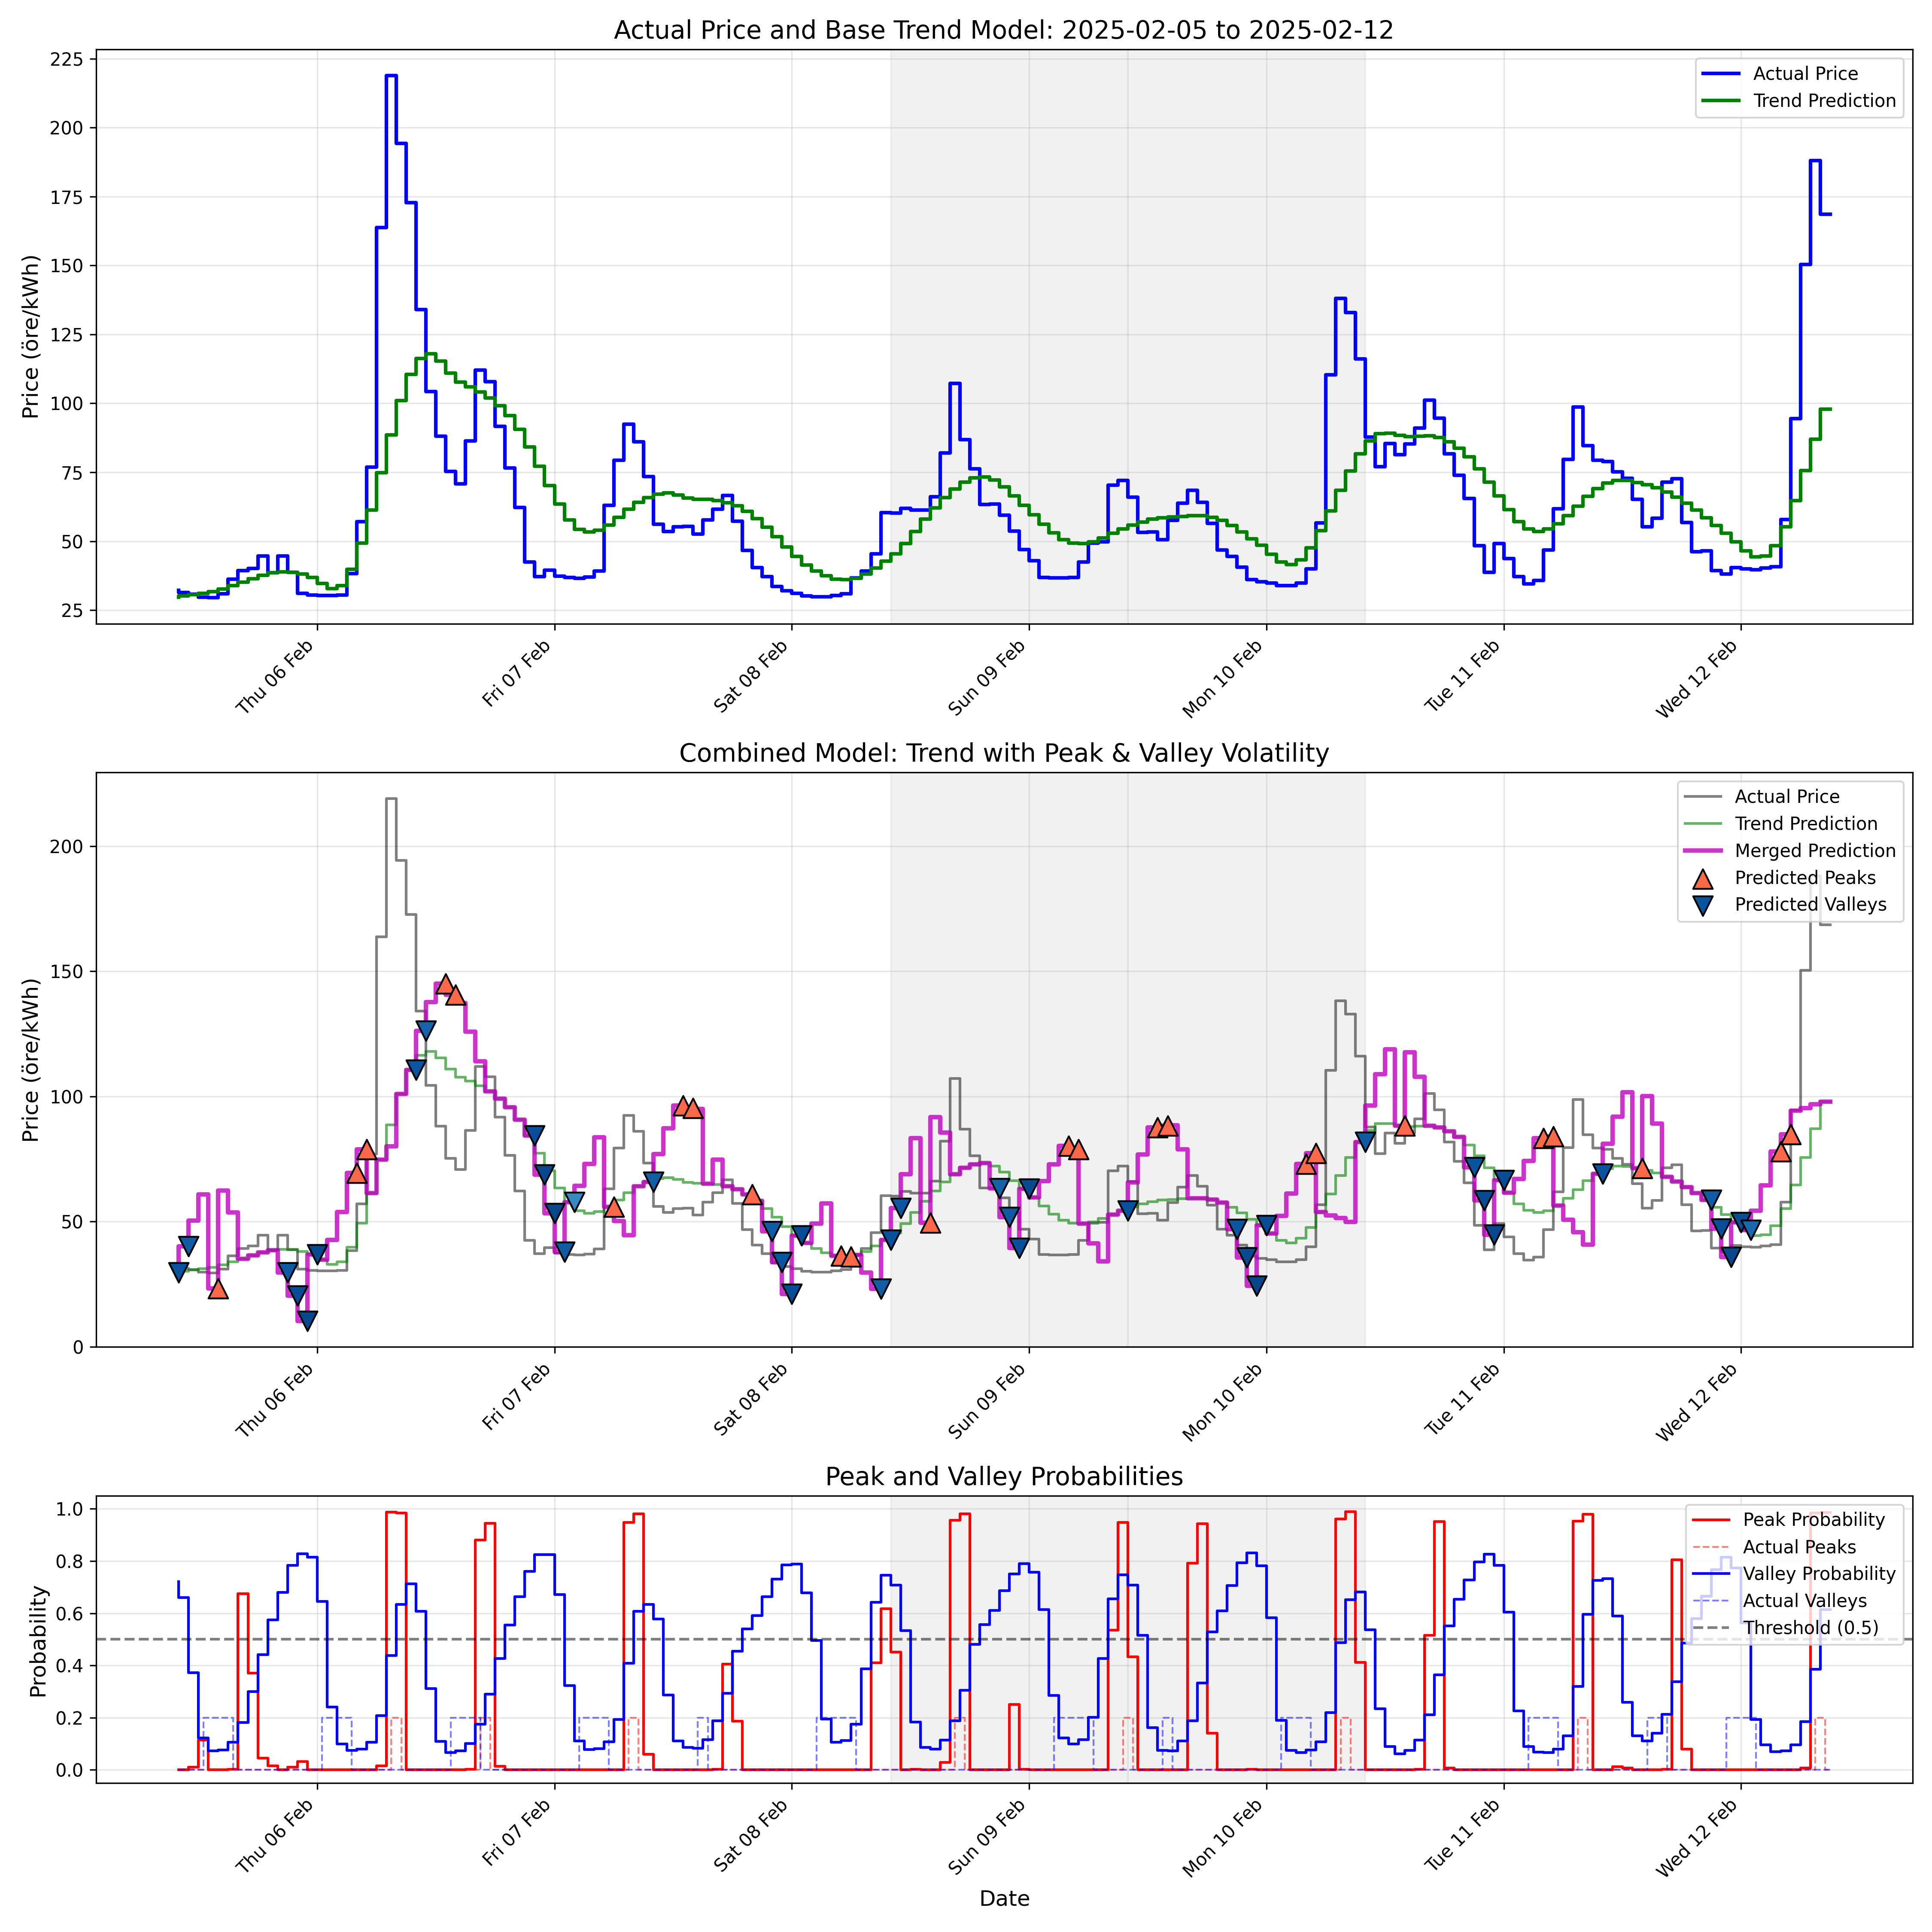 Actual Price and Base Trend Model: 2025-02-05 to 2025-02-12
Price (öre/kWh)
225
200
175
150
125
100
75
50
25
Actual Price
Trend Prediction
Thu 06 Feb
Fri 07 Feb
Sat 08 Feb
Sun 09 Feb
Mon 10 Feb
Tue 11 Feb
Wed 12 Feb
Combined Model: Trend with Peak & Valley Volatility
Price (öre/kWh)
200
150
100
50
0
Actual Price
Trend Prediction
Merged Prediction
Predicted Peaks
Predicted Valleys
Thu 06 Feb
Fri 07 Feb
Sat 08 Feb
Sun 09 Feb
Mon 10 Feb
Tue 11 Feb
Wed 12 Feb
Peak and Valley Probabilities
Probability
1.0
0.8
0.6
0.4
0.2
0.0
Peak Probability
Actual Peaks
Valley Probability
Actual Valleys
Threshold (0.5)
Thu 06 Feb
Fri 07 Feb
Sat 08 Feb
Sun 09 Feb
Mon 10 Feb
Tue 11 Feb
Wed 12 Feb
Date